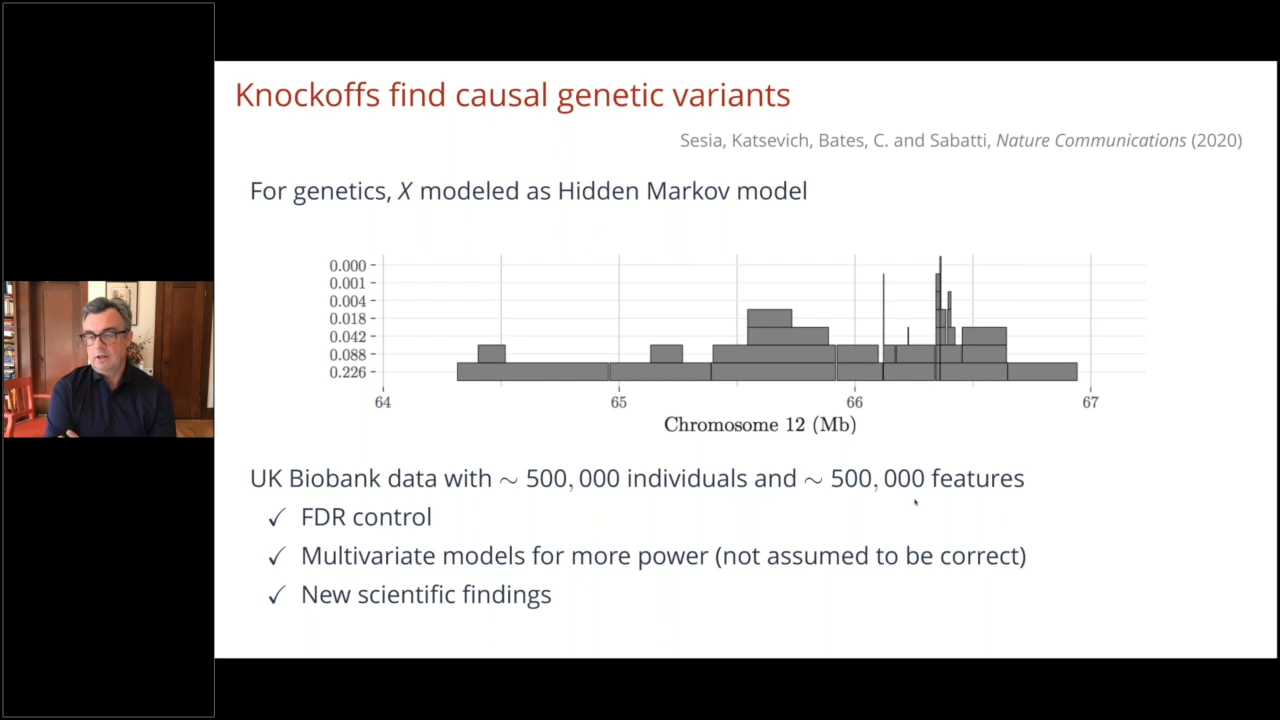 Knockoffs find causal genetic variants
Sesia, Katsevich, Bates, C. and Sabatti, Nature Communications (2020)
For genetics, X modeled as Hidden Markov model
0.000
0.001
0.004
0.018
0.042
0.088
0.226
64 65 66 67
Chromosome 12 (Mb)
UK Biobank data with ∼ 500,000 individuals and ∼ 500,000 features
✓ FDR control
✓ Multivariate models for more power (not assumed to be correct)
✓ New scientific findings